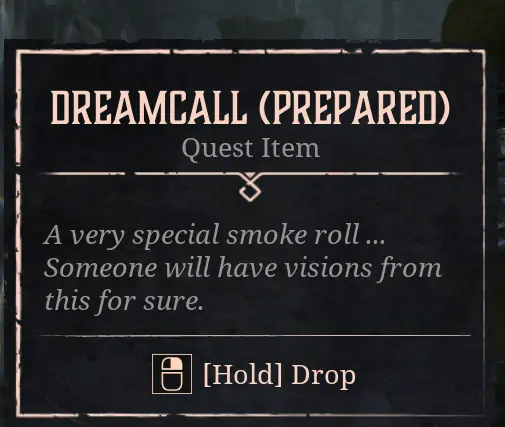 DREAMCALL (PREPARED)
Quest Item
A very special smoke roll ...
Someone will have visions from
this for sure.
[Hold] Drop